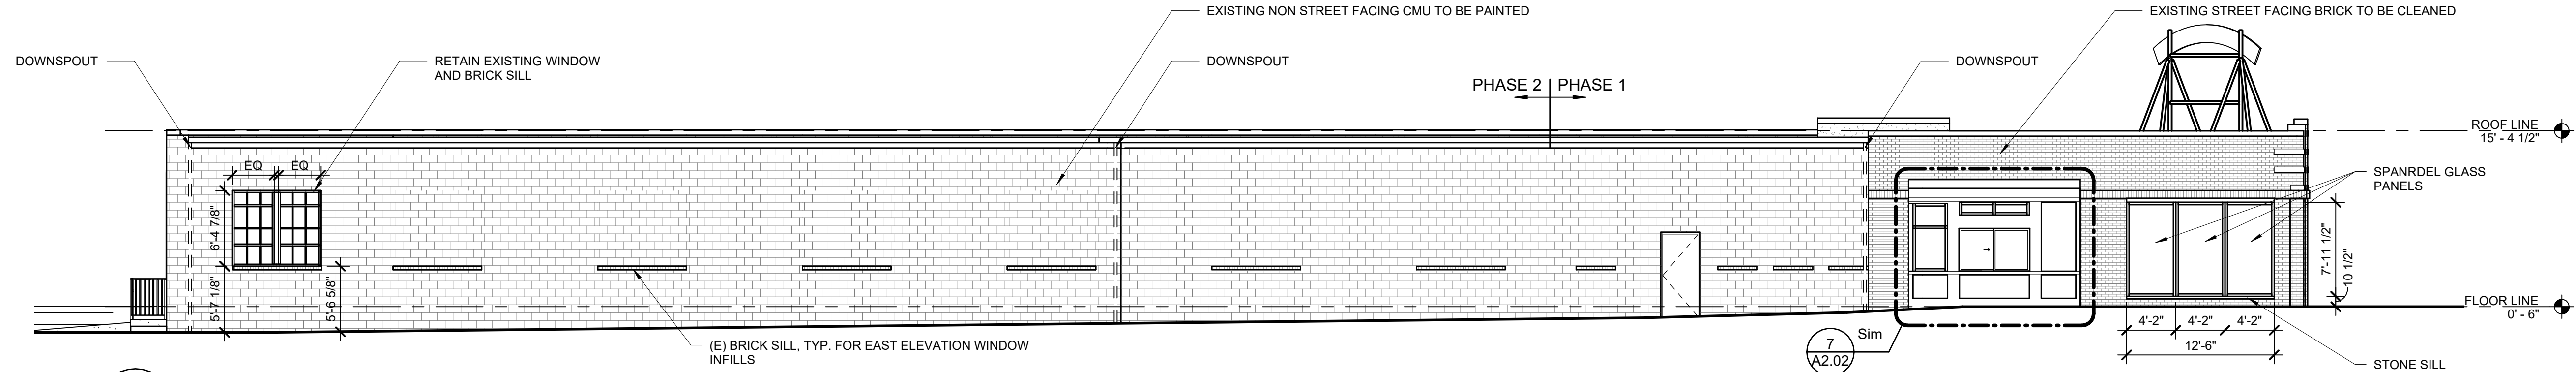 EXISTING NON STREET FACING CMU TO BE PAINTED
EXISTING STREET FACING BRICK TO BE CLEANED
DOWNSPOUT
RETAIN EXISTING WINDOW
AND BRICK SILL
DOWNSPOUT
DOWNSPOUT
PHASE 2
PHASE 1
ROOF LINE
15' - 4 1/2"
EQ
EQ
SPANRDEL GLASS
PANELS
6'-4 7/8"
7'-11 1/2"
10 1/2"
5'-7 1/8"
5'-6 5/8"
FLOOR LINE
0' - 6"
4'-2"
4'-2"
4'-2"
12'-6"
Sim
7
A2.02
(E) BRICK SILL, TYP. FOR EAST ELEVATION WINDOW
INFILLS
STONE SILL